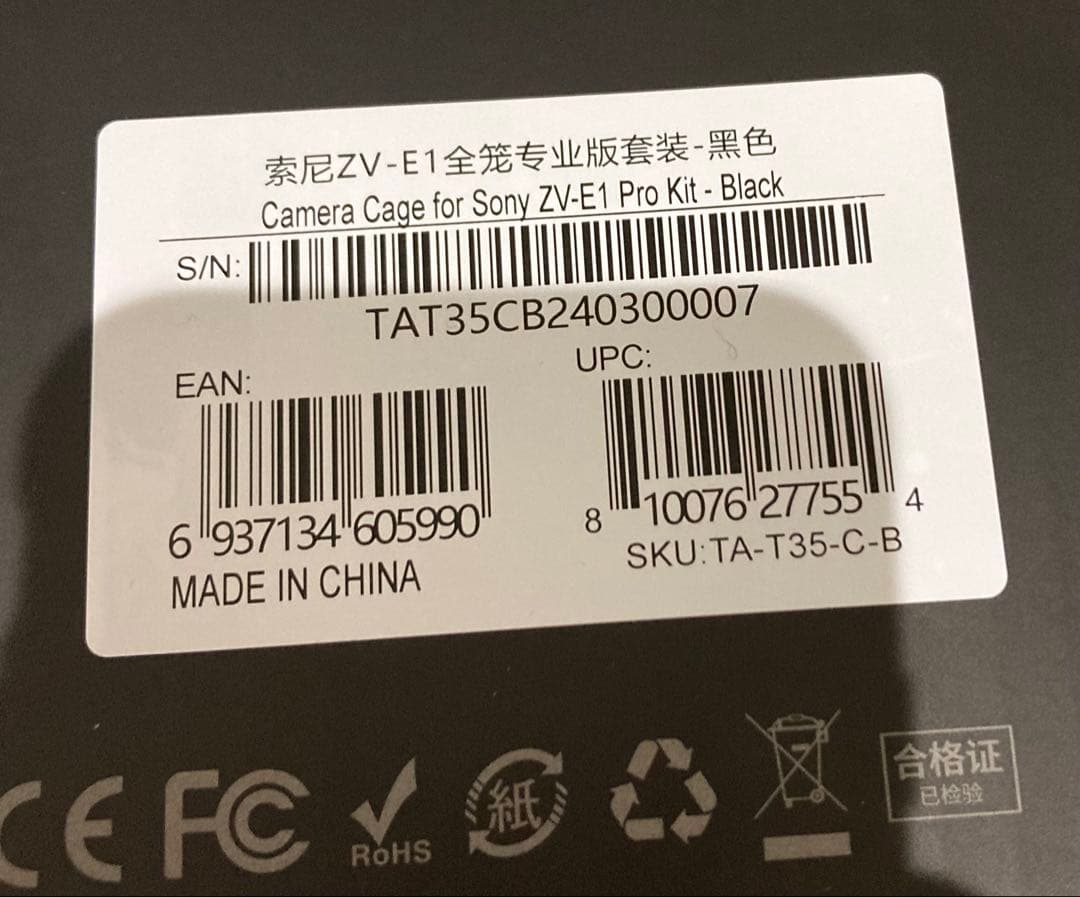 索尼ZV-E1全笼专业版套装-黑色
Camera Cage for Sony ZV-E1 Pro Kit - Black
S/N:
TAT35CB240300007
EAN:
6 937134 605990
MADE IN CHINA
UPC:
8 10076 27755 4
SKU:TA-T35-C-B
CE FC RoHS 紙
合格证
已检验